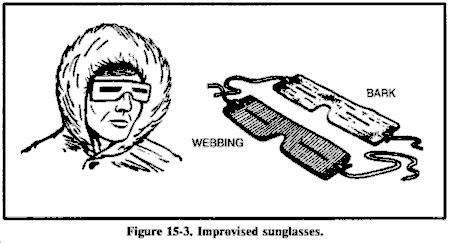 BARK
WEBBING
Figure 15-3. Improvised sunglasses.